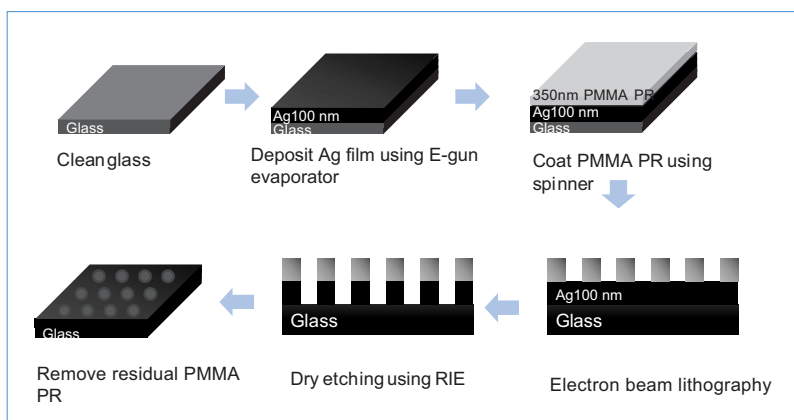 Glass
Clean glass
Ag100 nm
Glass
Deposit Ag film using E-gun
evaporator
350nm PMMA PR
Ag100 nm
Glass
Coat PMMA PR using
spinner
Ag100 nm
Glass
Electron beam lithography
Glass
Dry etching using RIE
Glass
Remove residual PMMA
PR